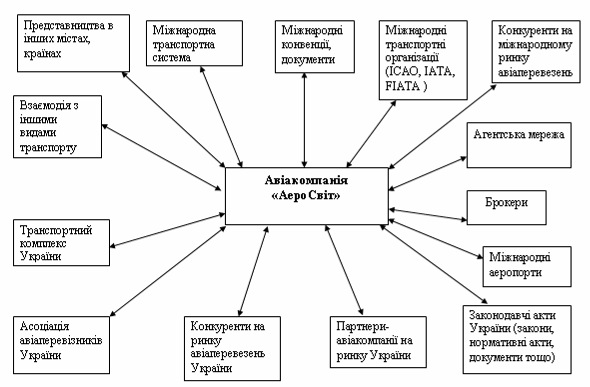 Представництва в
інших містах,
країнах
Міжнародна
транспортна
система
Міжнародні
конвенції,
документи
Міжнародні
транспортні
організації
(ICAO, IATA,
FIATA )
Конкуренти на
міжнародному
ринку
авіаперевезень
Взаємодія з
іншими
видами
транспорту
Агентська мережа
Авіакомпанія
«АероСвіт»
Брокери
Транспортний
комплекс
України
Міжнародні
аеропорти
Асоціація
авіаперевізників
України
Конкуренти на
ринку
авіаперевезень
України
Партнери-
авіакомпанії на
ринку України
Законодавчі акти
України (закони,
нормативні акти,
документи тощо)